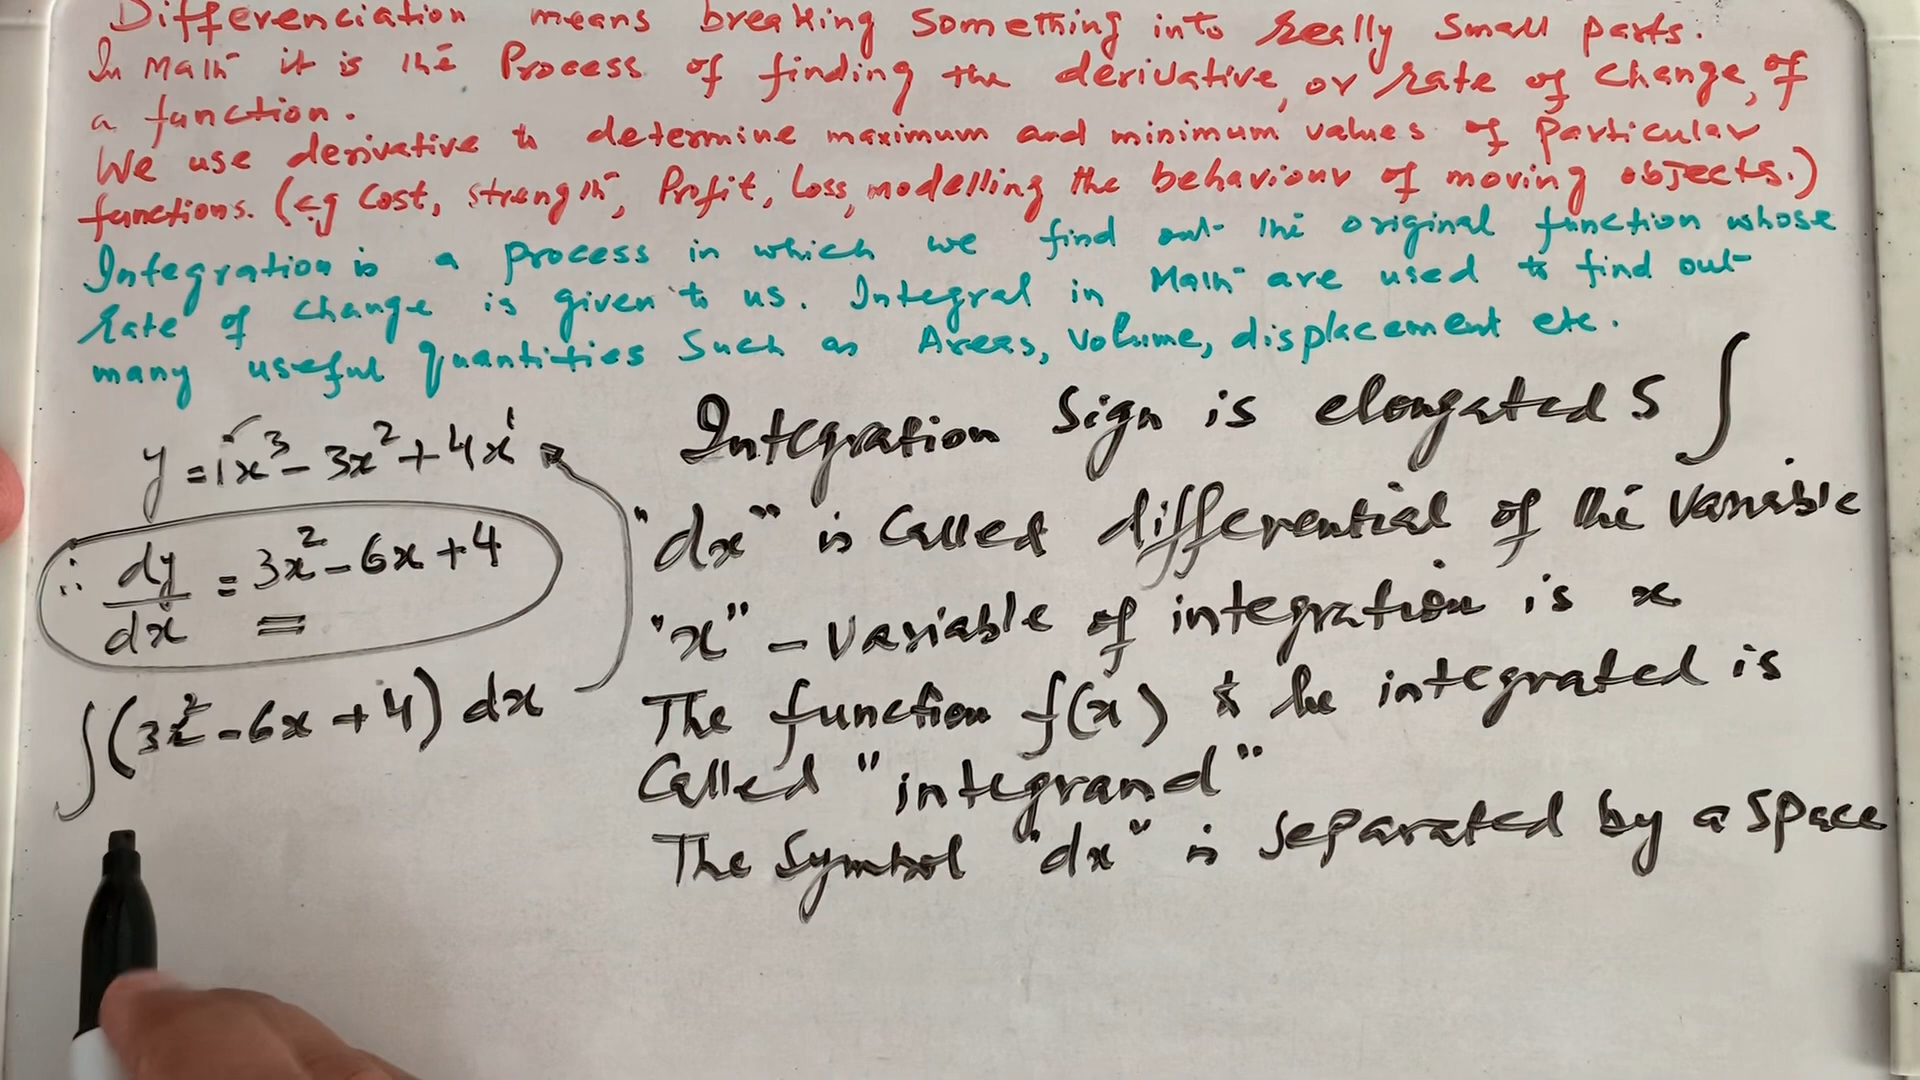 Differenciation means breaking something into really small parts.
In Math it is the Process of finding the derivative, or rate of change, of
a function.
We use derivative to determine maximum and minimum values of particular
functions. (e.g Cost, strength, Profit, Loss, modelling the behaviour of moving objects.)
Integration is a process in which we find out the original function whose
rate of change is given to us. Integral in Math are used to find out
many useful quantities such as Areas, Volume, displacement etc.
y = 1x³ - 3x² + 4x¹
∴ dy/dx = 3x² - 6x + 4
∫(3x² - 6x + 4) dx
Integration Sign is elongated S ∫
"dx" is Called differential of the variable
"x" - Variable of integration is x
The function f(x) to be integrated is
Called "integrand"
The Symbol "dx" is separated by a space